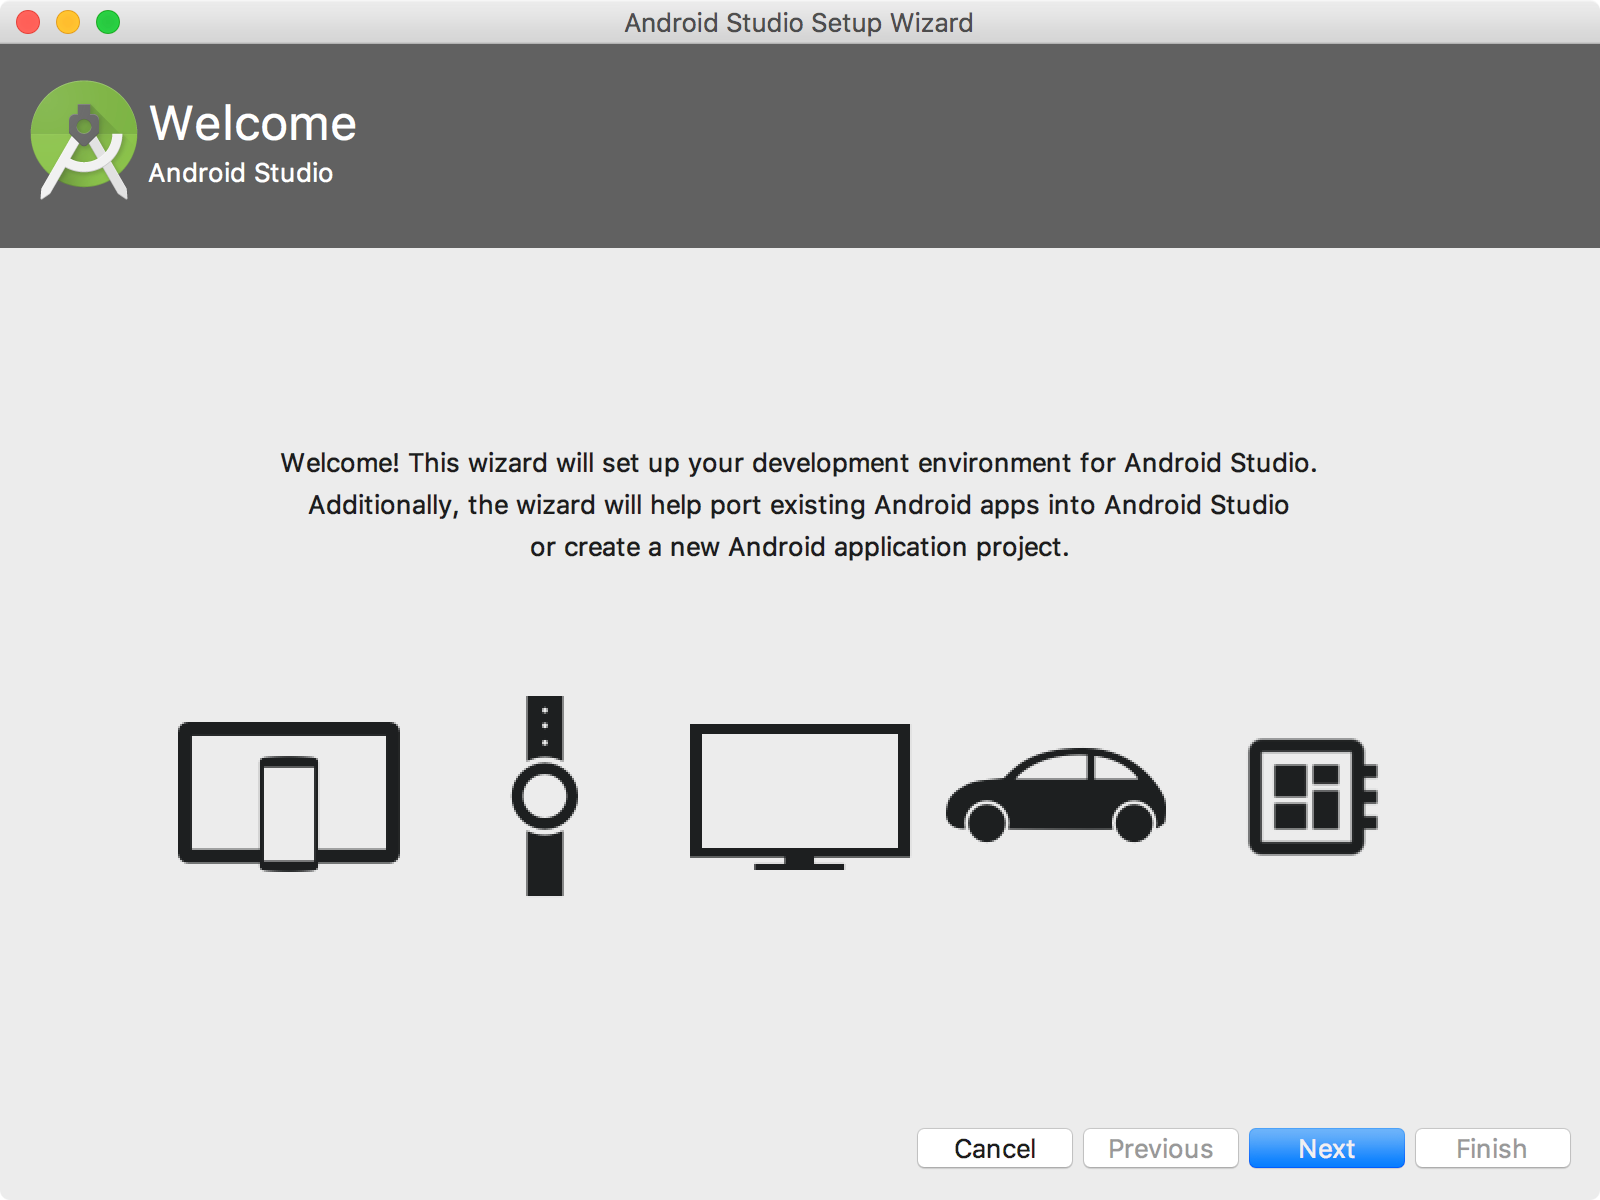 Android Studio Setup Wizard
Welcome
Android Studio
Welcome! This wizard will set up your development environment for Android Studio.
Additionally, the wizard will help port existing Android apps into Android Studio
or create a new Android application project.
Cancel
Previous
Next
Finish